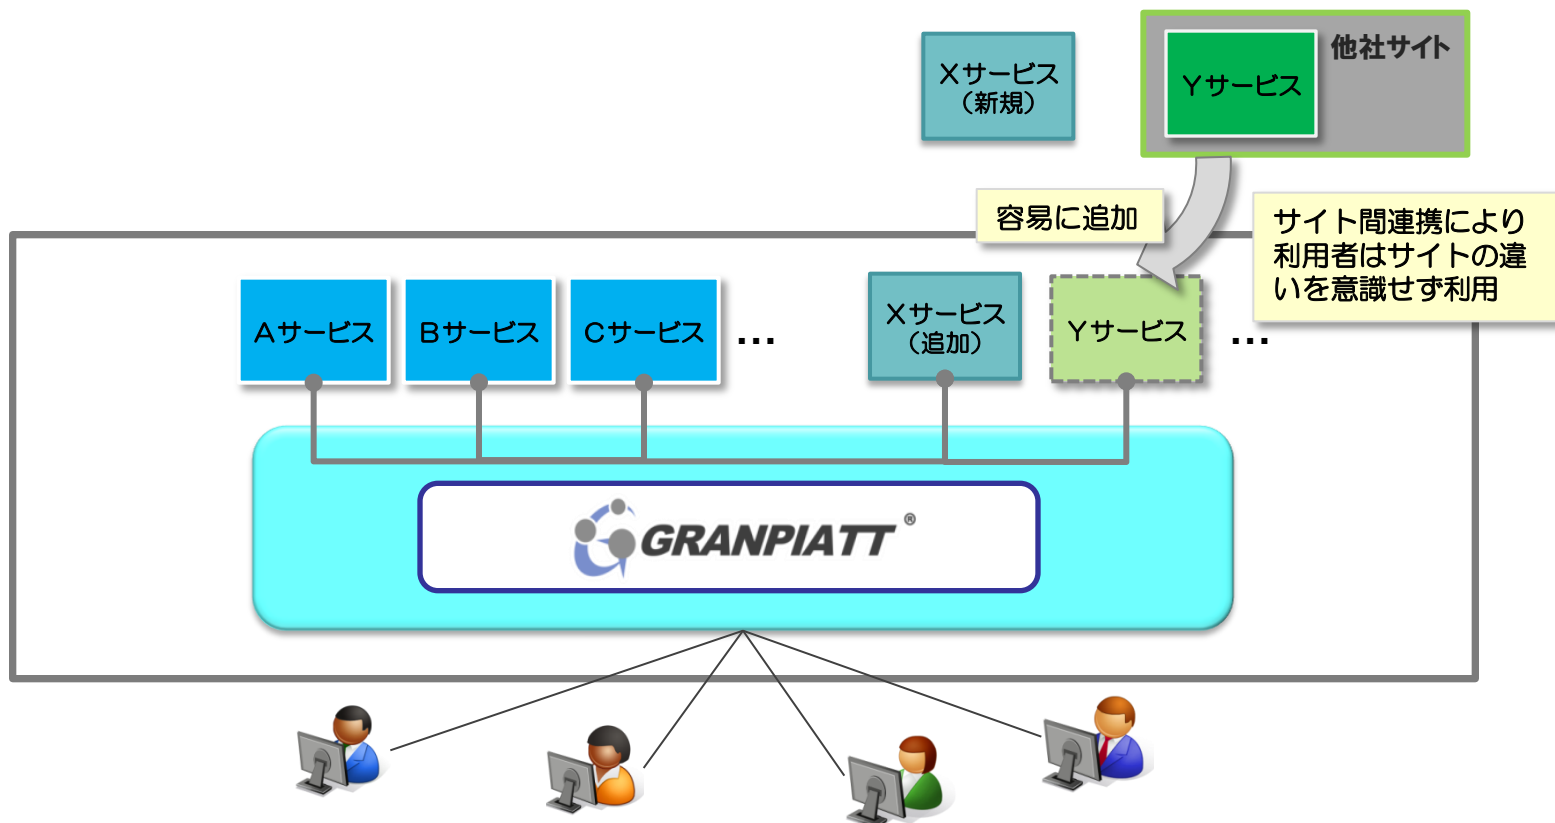 Xサービス
（新規）
Yサービス
他社サイト
容易に追加
サイト間連携により
利用者はサイトの違
いを意識せず利用
Aサービス
Bサービス
Cサービス
…
Xサービス
（追加）
Yサービス
…
GRANPIATT®